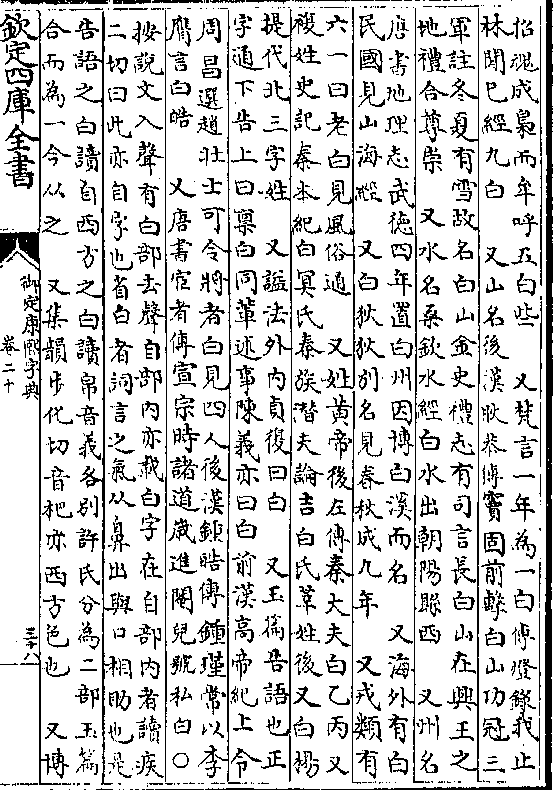 招魂成梟而牟呼五白些　又梵言一年為一白傳燈錄我止
林間巳經九白　又山名後漢耿恭傳竇固前擊白山功冠三
軍註冬夏有雪故名白山金史禮志有司言長白山在興王之
地禮合尊崇　又水名桑欽水經白水出朝陽縣西　又州名
唐書地理志武德四年置白州因博白溪而名　又海外有白
民國見山海經　又白狄狄别名見春秋成九年　又戎類有
六一曰老白見風俗通　又姓黄帝後左傳秦大夫白乙丙又
複姓史記秦本紀白冥氏秦族潛夫論吉白氏莘姓後又白楊
提代北三字姓　又諡法外内貞復曰白　又玉篇告語也正
字通下告上曰稟白同軰述事陳義亦曰白前漢高帝紀上令
周昌選趙壯士可令將者白見四人後漢鍾皓傳鍾瑾常以李
膺言白皓　又唐書宦者傳宣宗時諸道歲進閹兒號私白○
按説文入聲有白部去聲自部内亦載白字在自部内者讀疾
二切曰此亦自字也省自者詞言之氣从鼻出與口相助也是
告語之白讀自西方之白讀帛音義各别許氏分為二部玉篇
合而為一今从之　又集韻步化切音杷亦西方色也　又博
欽定四庫全書
御定康熙字典
卷二十
三十八